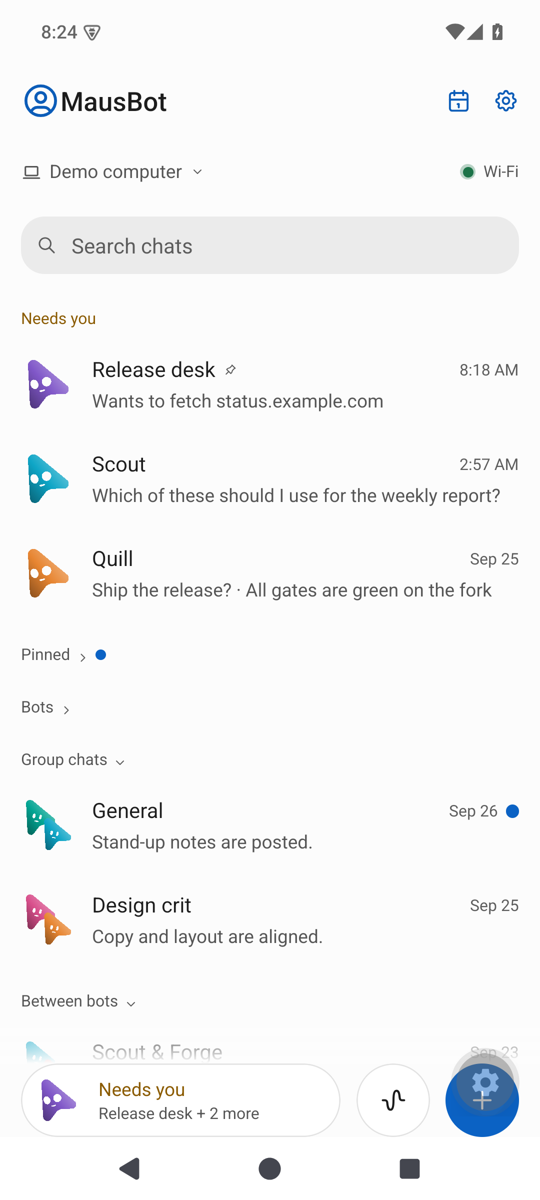 8:24
MausBot
Demo computer
Wi-Fi
Search chats
Needs you
Release desk
8:18 AM
Wants to fetch status.example.com
Scout
2:57 AM
Which of these should I use for the weekly report?
Quill
Sep 25
Ship the release? · All gates are green on the fork
Pinned
Bots
Group chats
General
Sep 26
Stand-up notes are posted.
Design crit
Sep 25
Copy and layout are aligned.
Between bots
Scout & Forge
Sep 23
Needs you
Release desk + 2 more